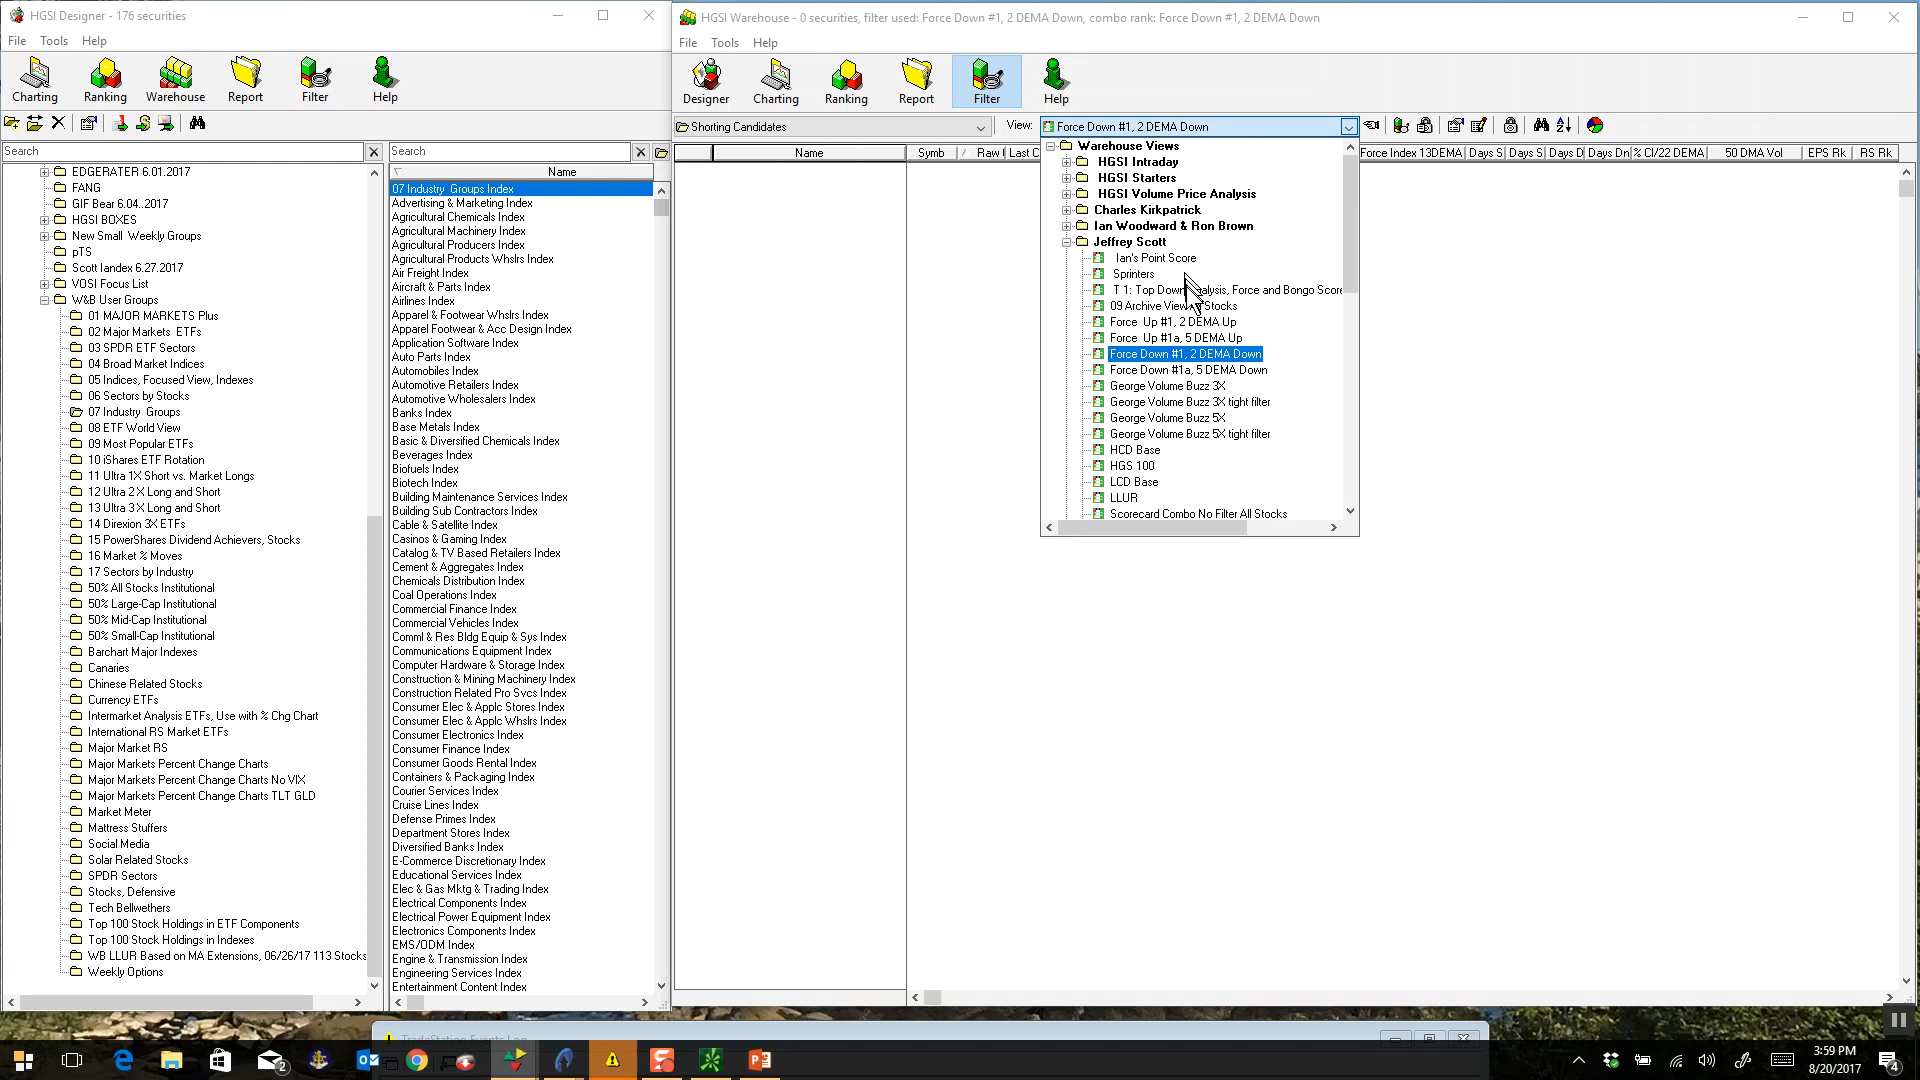 HGSI Designer - 176 securities
File Tools Help
Charting Ranking Warehouse Report Filter Help
Search
EDGERATER 6.01.2017
FANG
GIF Bear 6.04..2017
HGSI BOXES
New Small Weekly Groups
pTS
Scott Iandex 6.27.2017
VOSI Focus List
W&B User Groups
01 MAJOR MARKETS Plus
02 Major Markets ETFs
03 SPDR ETF Sectors
04 Broad Market Indices
05 Indices, Focused View, Indexes
06 Sectors by Stocks
07 Industry Groups
08 ETF World View
09 Most Popular ETFs
10 iShares ETF Rotation
11 Ultra 1X Short vs. Market Longs
12 Ultra 2X Long and Short
13 Ultra 3X Long and Short
14 Direxion 3X ETFs
15 PowerShares Dividend Achievers, Stocks
16 Market % Moves
17 Sectors by Industry
50% All Stocks Institutional
50% Large-Cap Institutional
50% Mid-Cap Institutional
50% Small-Cap Institutional
Barchart Major Indexes
Canaries
Chinese Related Stocks
Currency ETFs
Intermarket Analysis ETFs, Use with % Chg Chart
International RS Market ETFs
Major Market RS
Major Markets Percent Change Charts
Major Markets Percent Change Charts No VIX
Major Markets Percent Change Charts TLT GLD
Market Meter
Mattress Stuffers
Social Media
Solar Related Stocks
SPDR Sectors
Stocks, Defensive
Tech Bellwethers
Top 100 Stock Holdings in ETF Components
Top 100 Stock Holdings in Indexes
WB LLUR Based on MA Extensions, 06/26/17 113 Stocks
Weekly Options
Search
Name
07 Industry Groups Index
Advertising & Marketing Index
Agricultural Chemicals Index
Agricultural Machinery Index
Agricultural Producers Index
Agricultural Products Whslrs Index
Air Freight Index
Aircraft & Parts Index
Airlines Index
Apparel & Footwear Whslrs Index
Apparel Footwear & Acc Design Index
Application Software Index
Auto Parts Index
Automobiles Index
Automotive Retailers Index
Automotive Wholesalers Index
Banks Index
Base Metals Index
Basic & Diversified Chemicals Index
Beverages Index
Biofuels Index
Biotech Index
Building Maintenance Services Index
Building Sub Contractors Index
Cable & Satellite Index
Casinos & Gaming Index
Catalog & TV Based Retailers Index
Cement & Aggregates Index
Chemicals Distribution Index
Coal Operations Index
Commercial Finance Index
Commercial Vehicles Index
Comml & Res Bldg Equip & Sys Index
Communications Equipment Index
Computer Hardware & Storage Index
Construction & Mining Machinery Index
Construction Related Pro Svcs Index
Consumer Elec & Applc Stores Index
Consumer Elec & Applc Whslrs Index
Consumer Electronics Index
Consumer Finance Index
Consumer Goods Rental Index
Containers & Packaging Index
Courier Services Index
Cruise Lines Index
Defense Primes Index
Department Stores Index
Diversified Banks Index
E-Commerce Discretionary Index
Educational Services Index
Elec & Gas Mktg & Trading Index
Electrical Components Index
Electrical Power Equipment Index
Electronics Components Index
EMS/ODM Index
Engine & Transmission Index
Engineering Services Index
Entertainment Content Index
HGSI Warehouse - 0 securities, filter used: Force Down #1, 2 DEMA Down, combo rank: Force Down #1, 2 DEMA Down
File Tools Help
Designer Charting Ranking Report Filter Help
Shorting Candidates View: Force Down #1, 2 DEMA Down
Name Symb Raw Last C Force Index 13DEMA Days S Days S Days D Days Dn % CI/22 DEMA 50 DMA Vol EPS Rk RS Rk
Warehouse Views
HGSI Intraday
HGSI Starters
HGSI Volume Price Analysis
Charles Kirkpatrick
Ian Woodward & Ron Brown
Jeffrey Scott
Ian's Point Score
Sprinters
T 1: Top Down alysis, Force and Bongo Score
09 Archive View Stocks
Force Up #1, 2 DEMA Up
Force Up #1a, 5 DEMA Up
Force Down #1, 2 DEMA Down
Force Down #1a, 5 DEMA Down
George Volume Buzz 3X
George Volume Buzz 3X tight filter
George Volume Buzz 5X
George Volume Buzz 5X tight filter
HCD Base
HGS 100
LCD Base
LLUR
Scorecard Combo No Filter All Stocks
TradeStation Events Log
2
3:59 PM
8/20/2017
4